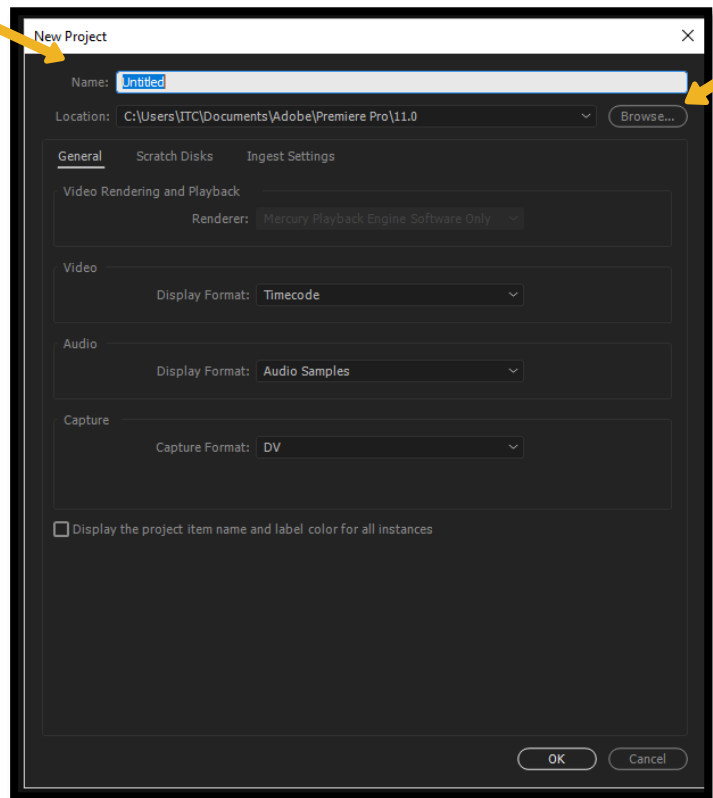 New Project
Name: Untitled
Location: C:\Users\ITC\Documents\Adobe\Premiere Pro\11.0 Browse...
General Scratch Disks Ingest Settings
Video Rendering and Playback
Renderer: Mercury Playback Engine Software Only
Video
Display Format: Timecode
Audio
Display Format: Audio Samples
Capture
Capture Format: DV
Display the project item name and label color for all instances
OK Cancel